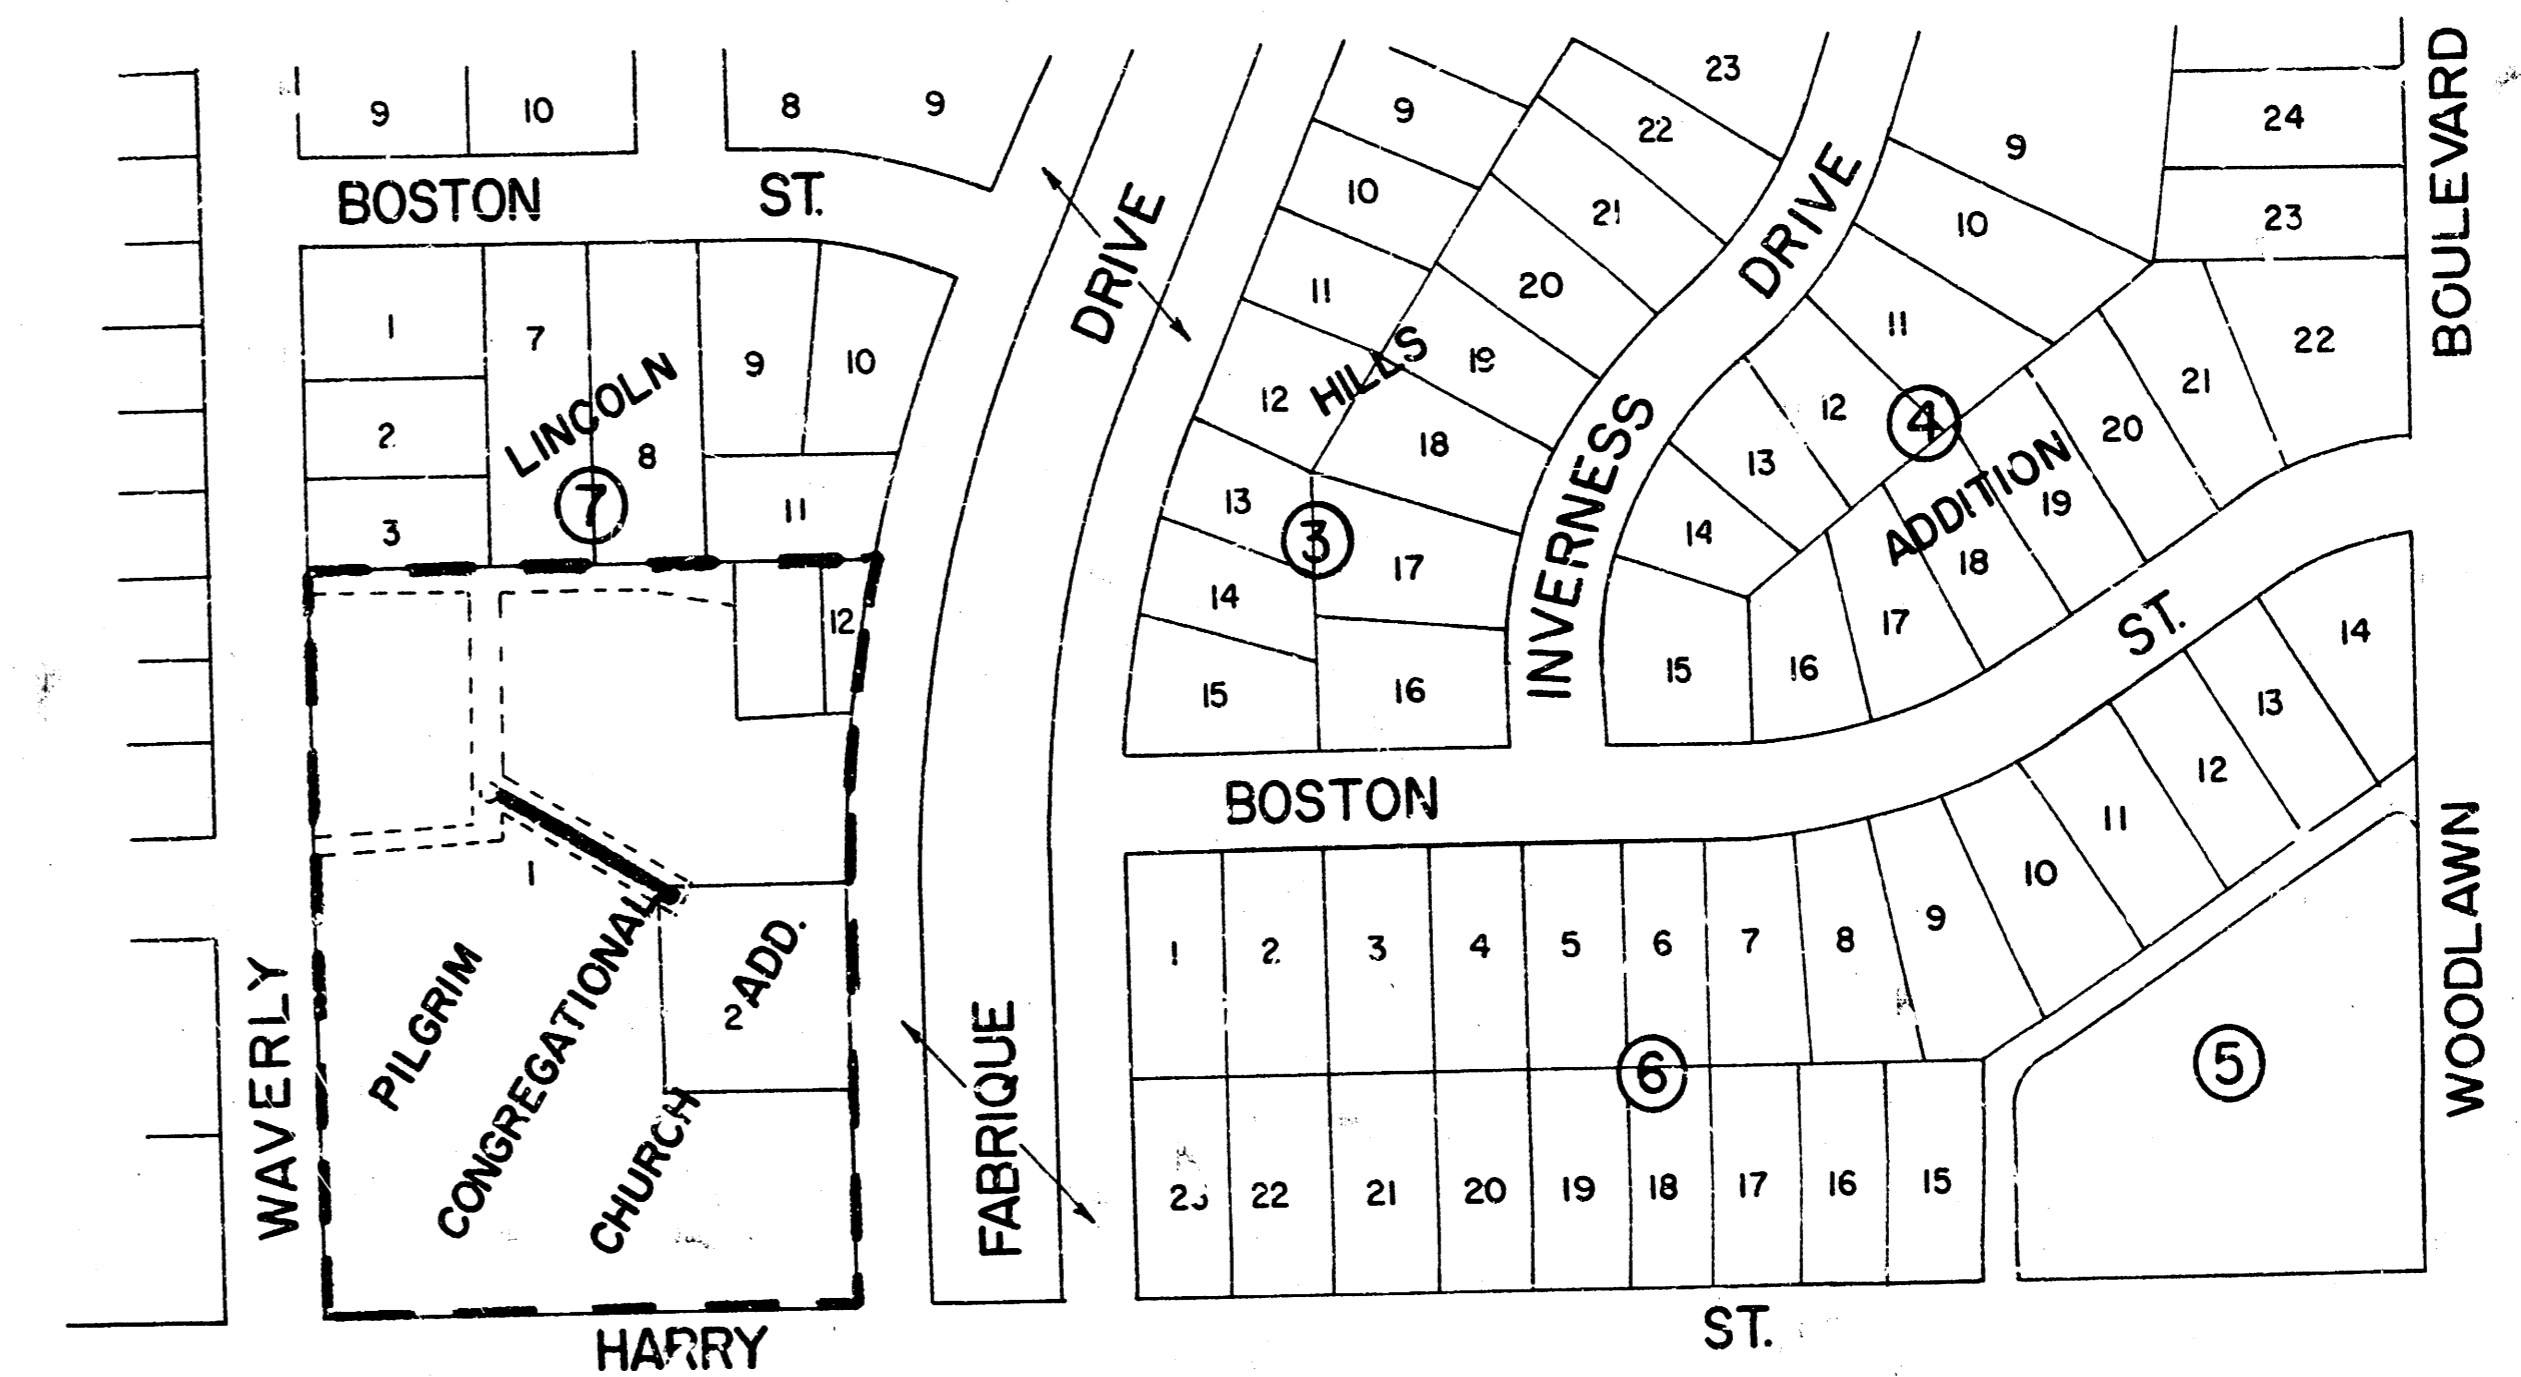 9 10 8 9
BOSTON ST.
1 7 9 10
2 8
3 11
LINCOLN
7
12
1
2
PILGRIM
CONGREGATIONAL
CHURCH
ADD.
WAVERLY
HARRY ST.
FABRIQUE DRIVE
9
10
11
12
13
14
15
23
22
21
20
19
18
17
16
HILLS
3
INVERNESS DRIVE
9
10
11
12
13
14
15
16
17
18
19
20
21
22
23
24
4
ADDITION
BOSTON ST.
1 2 3 4 5 6 7 8 9 10 11 12 13 14
6
22 21 20 19 18 17 16 15
5
WOODLAWN BOULEVARD